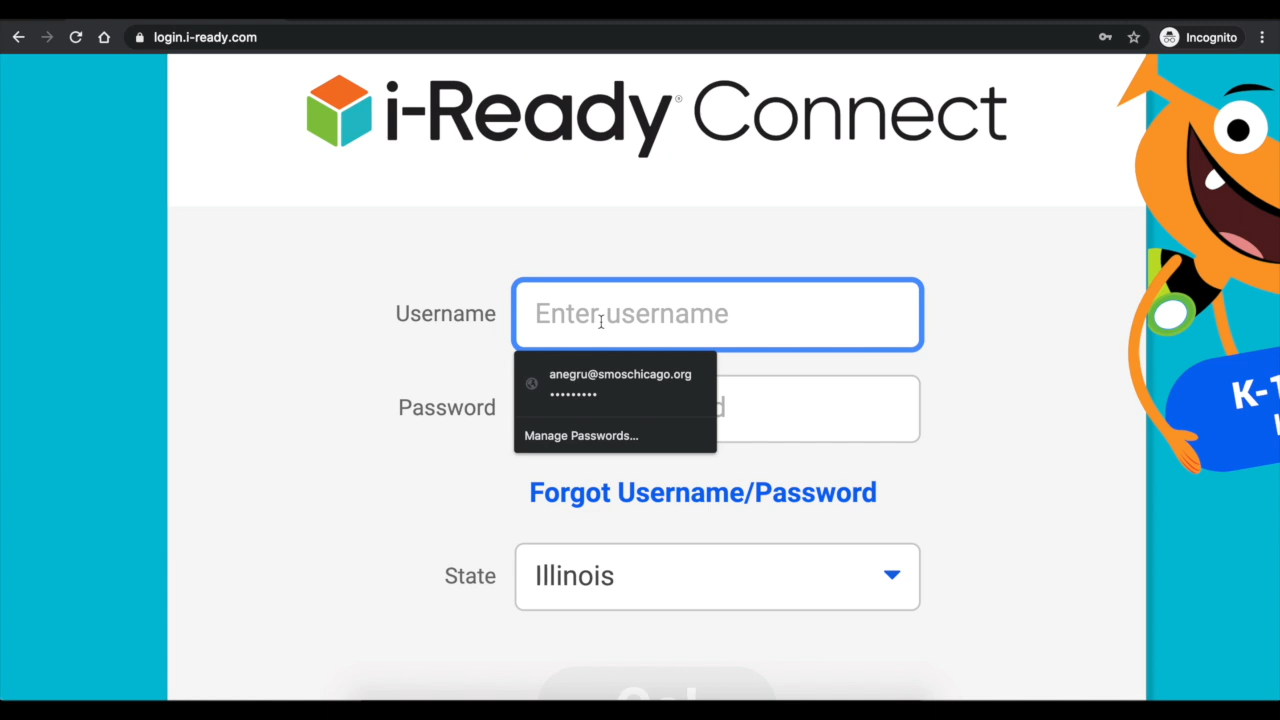 login.i-ready.com
Incognito
i-Ready® Connect
Username
Enter username
anegru@smoschicago.org
•••••••••
Password
d
Manage Passwords...
Forgot Username/Password
State
Illinois
K-1